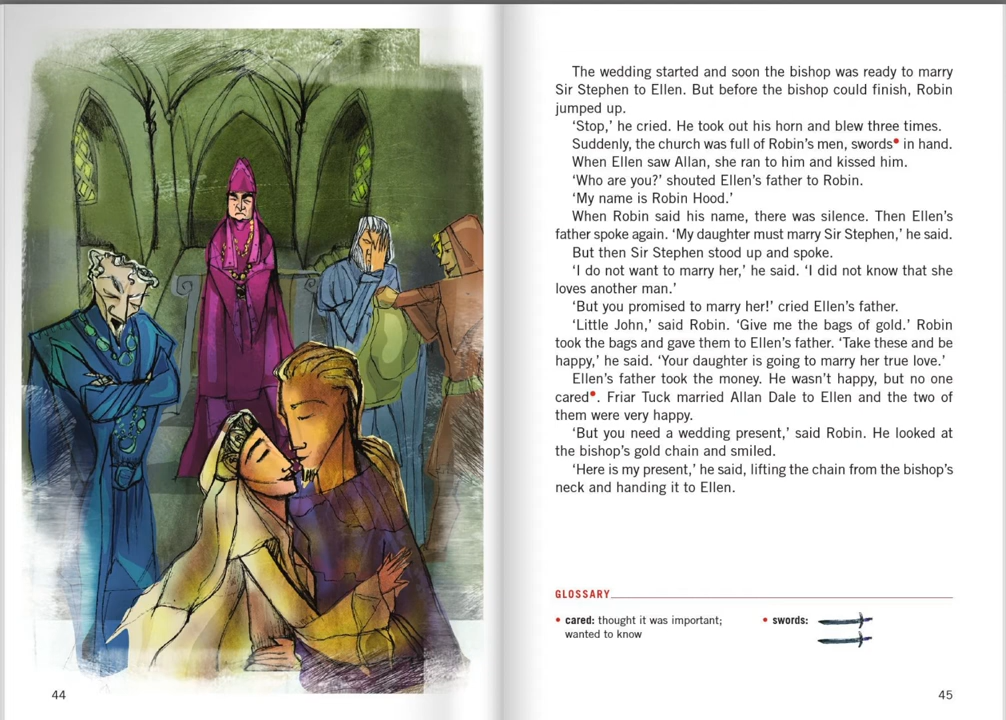 The wedding started and soon the bishop was ready to marry
Sir Stephen to Ellen. But before the bishop could finish, Robin
jumped up.
‘Stop,’ he cried. He took out his horn and blew three times.
Suddenly, the church was full of Robin’s men, swords• in hand.
When Ellen saw Allan, she ran to him and kissed him.
‘Who are you?’ shouted Ellen’s father to Robin.
‘My name is Robin Hood.’
When Robin said his name, there was silence. Then Ellen’s
father spoke again. ‘My daughter must marry Sir Stephen,’ he said.
But then Sir Stephen stood up and spoke.
‘I do not want to marry her,’ he said. ‘I did not know that she
loves another man.’
‘But you promised to marry her!’ cried Ellen’s father.
‘Little John,’ said Robin. ‘Give me the bags of gold.’ Robin
took the bags and gave them to Ellen’s father. ‘Take these and be
happy,’ he said. ‘Your daughter is going to marry her true love.’
Ellen’s father took the money. He wasn’t happy, but no one
cared•. Friar Tuck married Allan Dale to Ellen and the two of
them were very happy.
‘But you need a wedding present,’ said Robin. He looked at
the bishop’s gold chain and smiled.
‘Here is my present,’ he said, lifting the chain from the bishop’s
neck and handing it to Ellen.
GLOSSARY
• cared: thought it was important;
wanted to know
• swords:
44
45